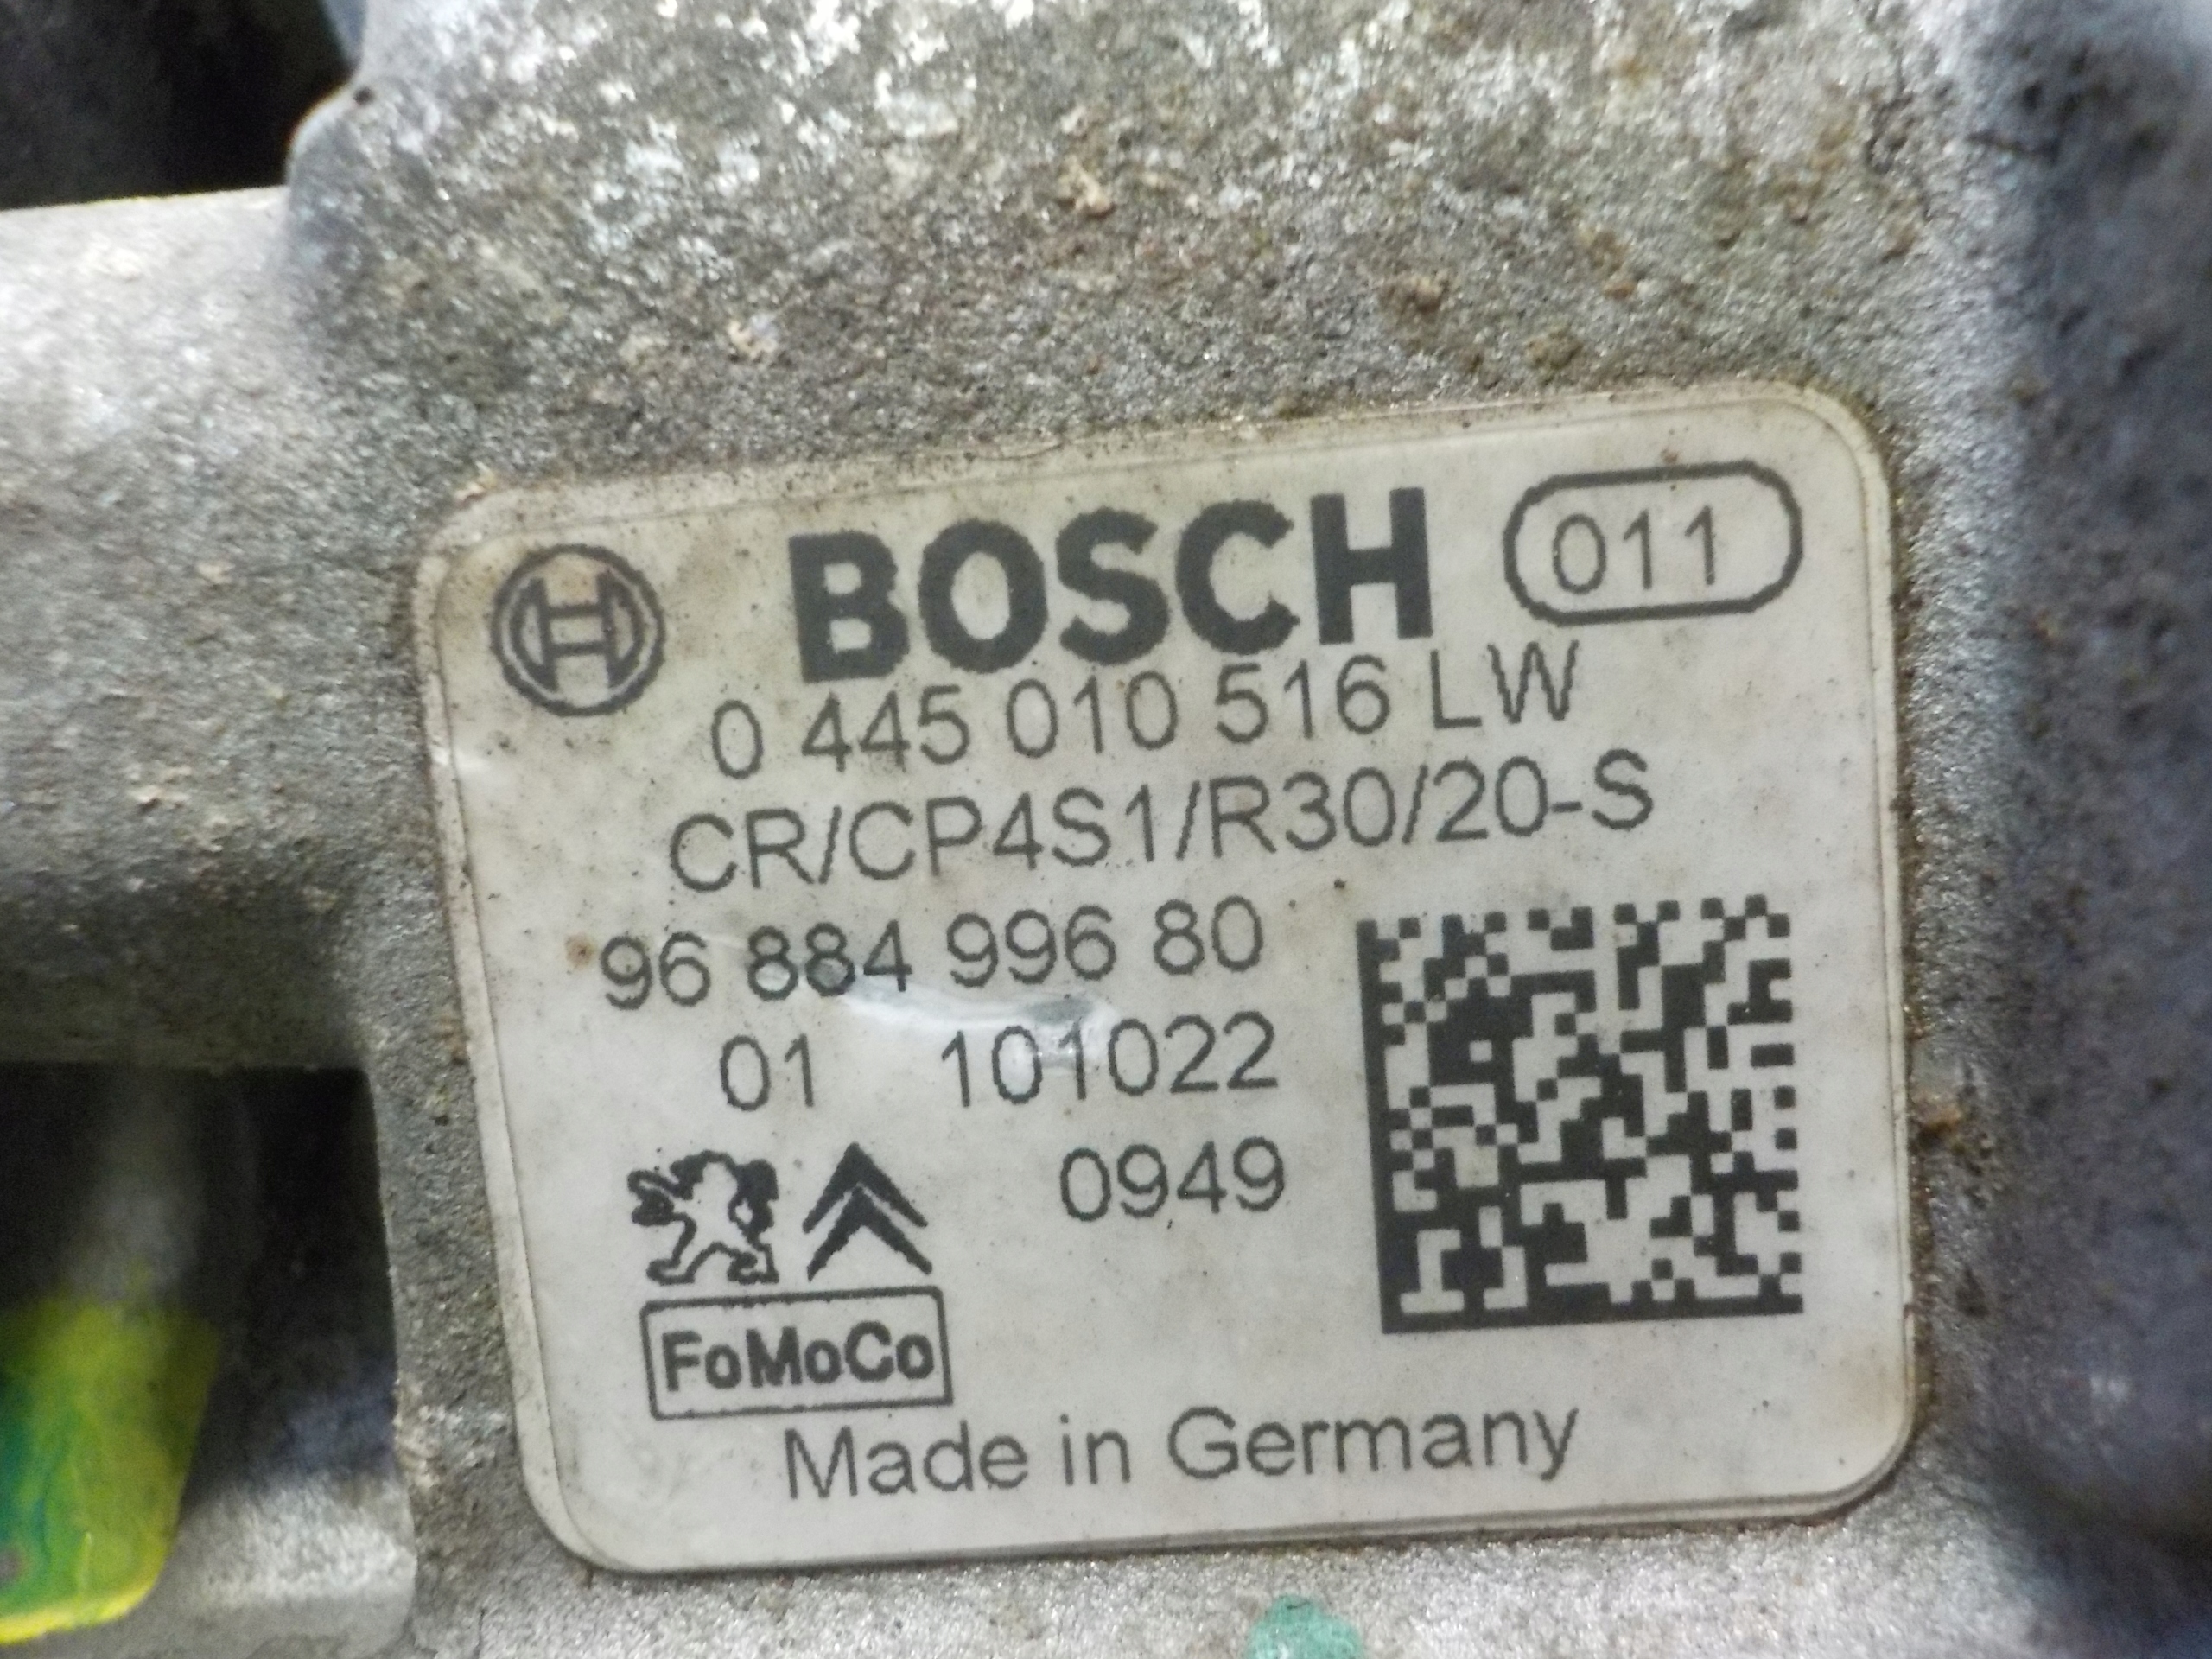 BOSCH 011
0 445 010 516 LW
CR/CP4S1/R30/20-S
96 884 996 80
01 101022
0949
FoMoCo
Made in Germany